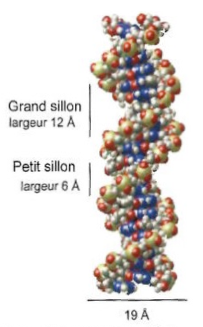 Grand sillon
largeur 12 Å
Petit sillon
largeur 6 Å
19 Å